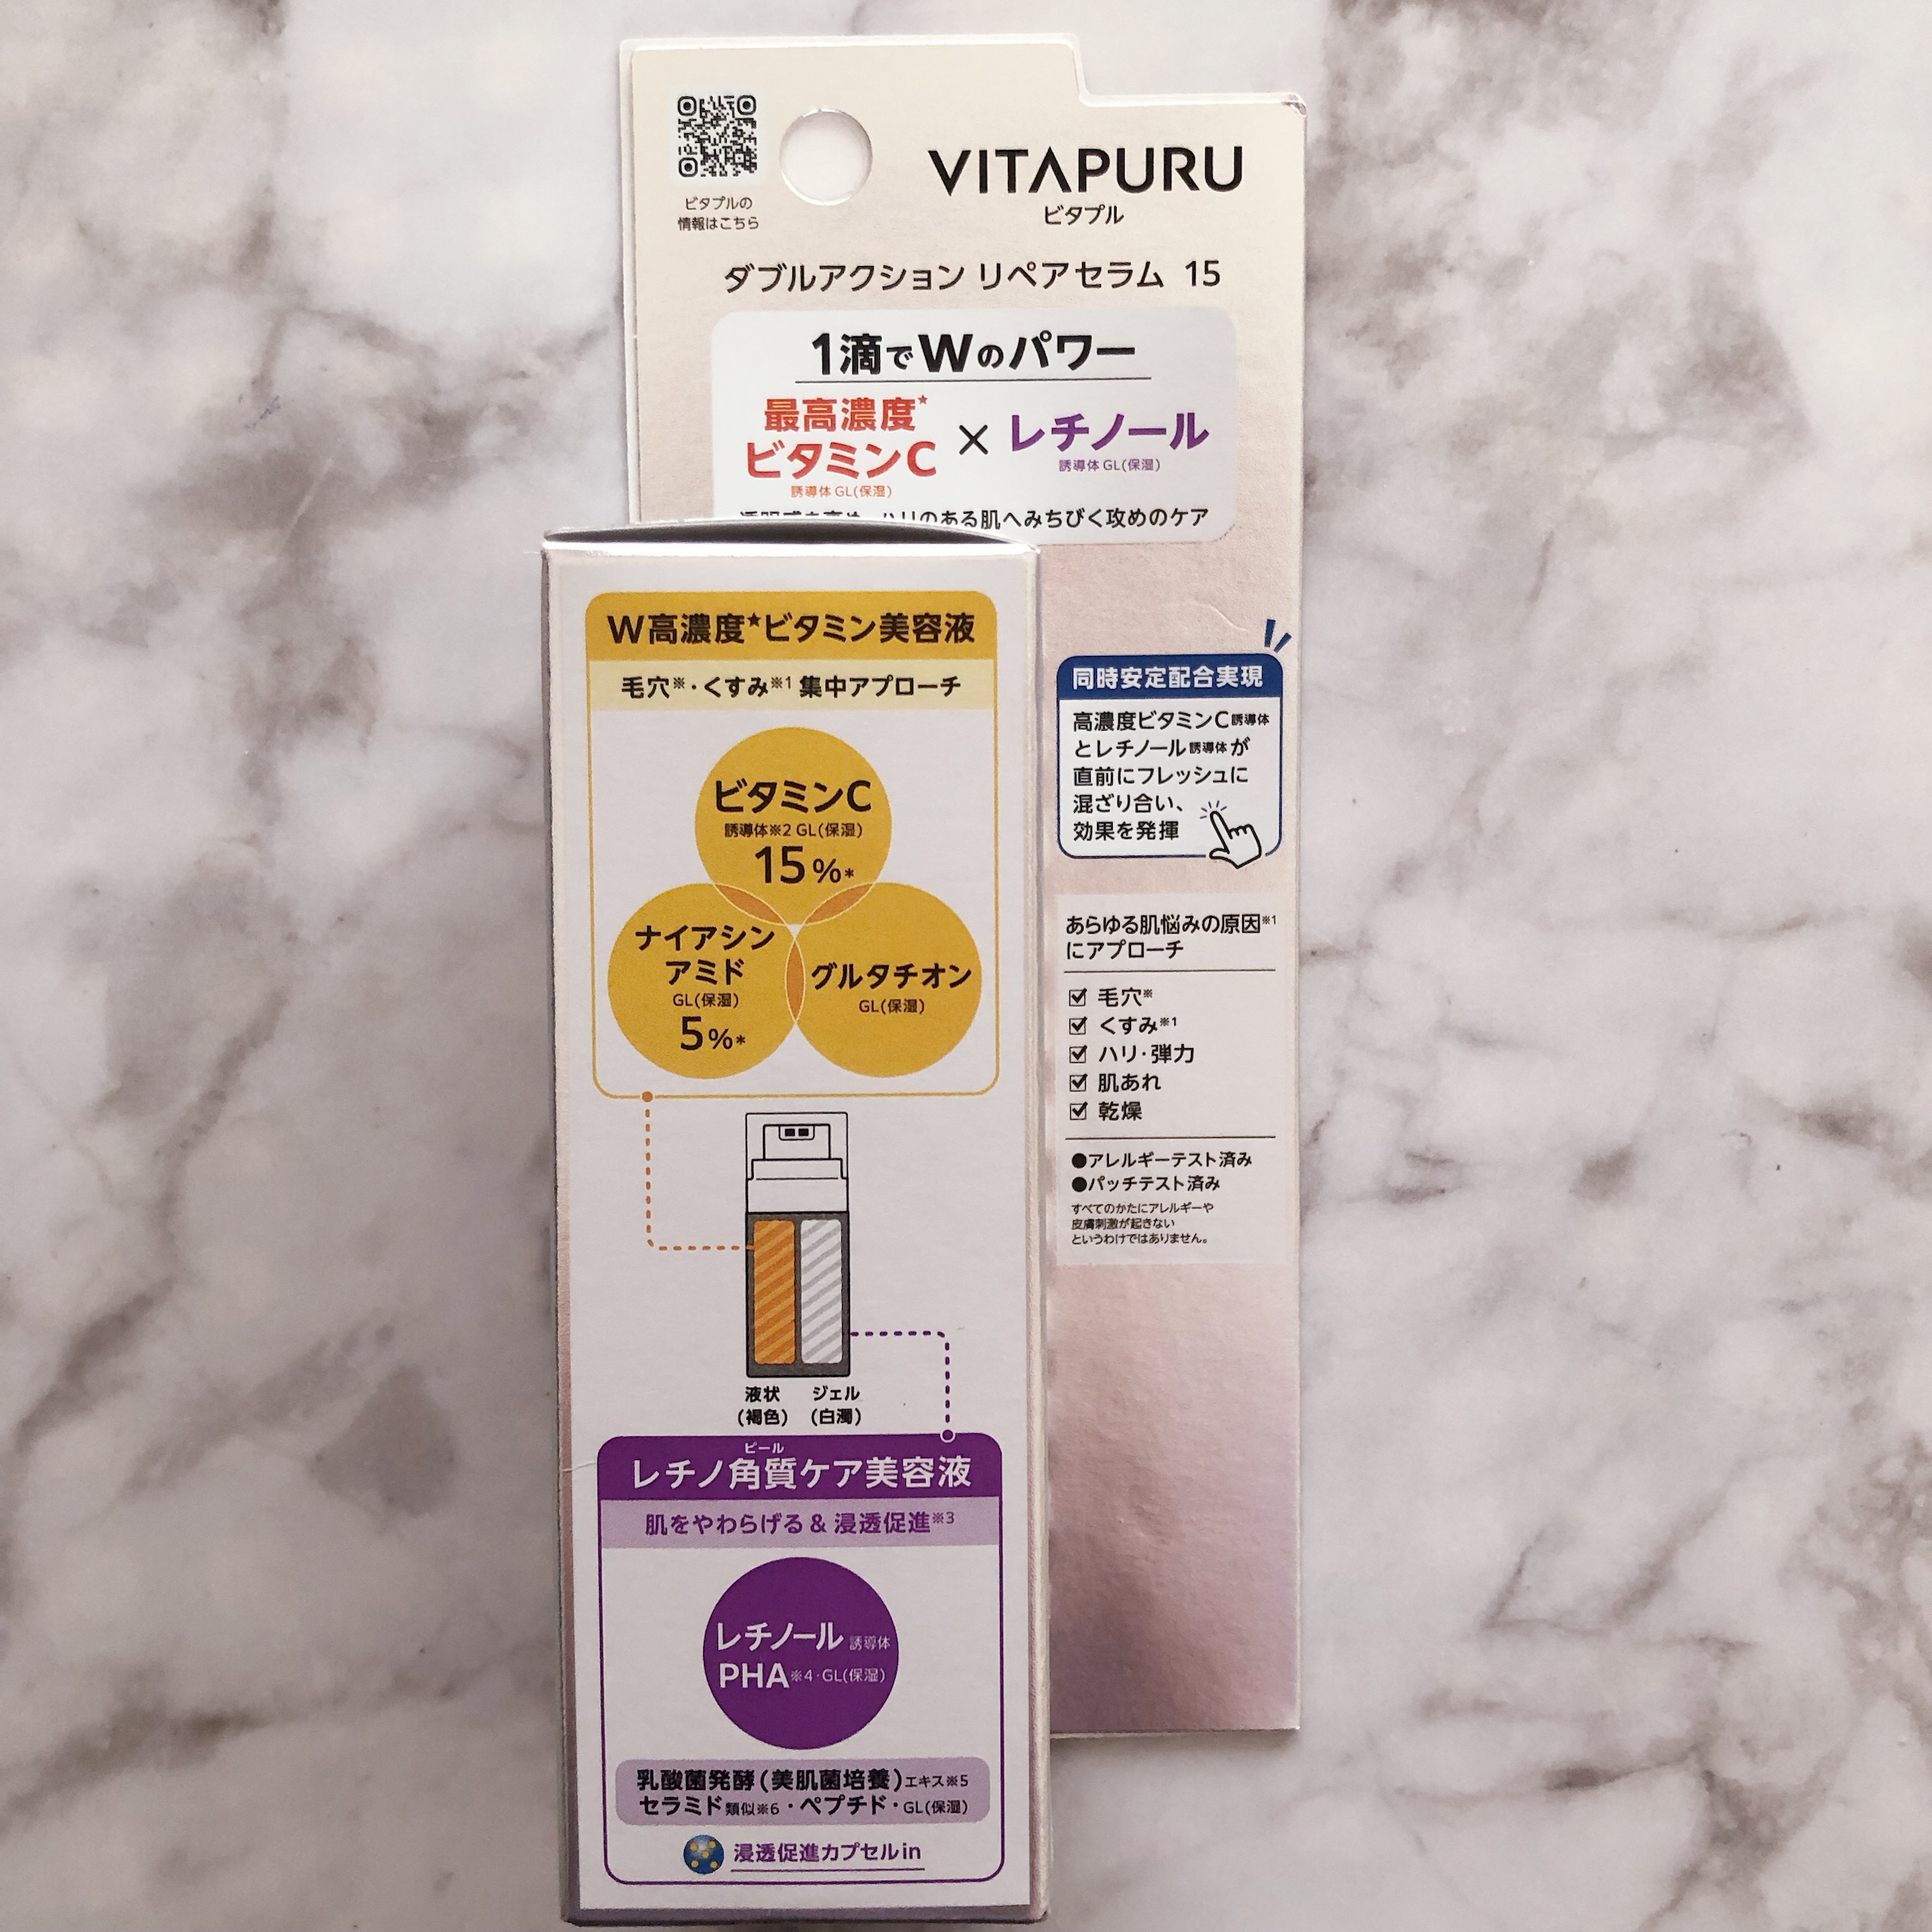 ビタプルの
情報はこちら
VITAPURU
ビタプル
ダブルアクション リペアセラム 15
1滴でWのパワー
最高濃度★
ビタミンC
誘導体 GL(保湿)
×
レチノール
誘導体 GL(保湿)
ハリのある肌へみちびく攻めのケア
W高濃度★ビタミン美容液
毛穴※・くすみ※1 集中アプローチ
ビタミンC
誘導体※2 GL(保湿)
15%*
ナイアシン
アミド
GL(保湿)
5%*
グルタチオン
GL(保湿)
液状
(褐色)
ジェル
(白濁)
ピール
レチノ角質ケア美容液
肌をやわらげる & 浸透促進※3
レチノール 誘導体
PHA※4・GL(保湿)
乳酸菌発酵(美肌菌培養)エキス※5
セラミド類似※6・ペプチド・GL(保湿)
浸透促進カプセルin
同時安定配合実現
高濃度ビタミンC誘導体
とレチノール誘導体が
直前にフレッシュに
混ざり合い、
効果を発揮
あらゆる肌悩みの原因※1
にアプローチ
毛穴※
くすみ※1
ハリ・弾力
肌あれ
乾燥
●アレルギーテスト済み
●パッチテスト済み
すべてのかたにアレルギーや
皮膚刺激が起きない
というわけではありません。